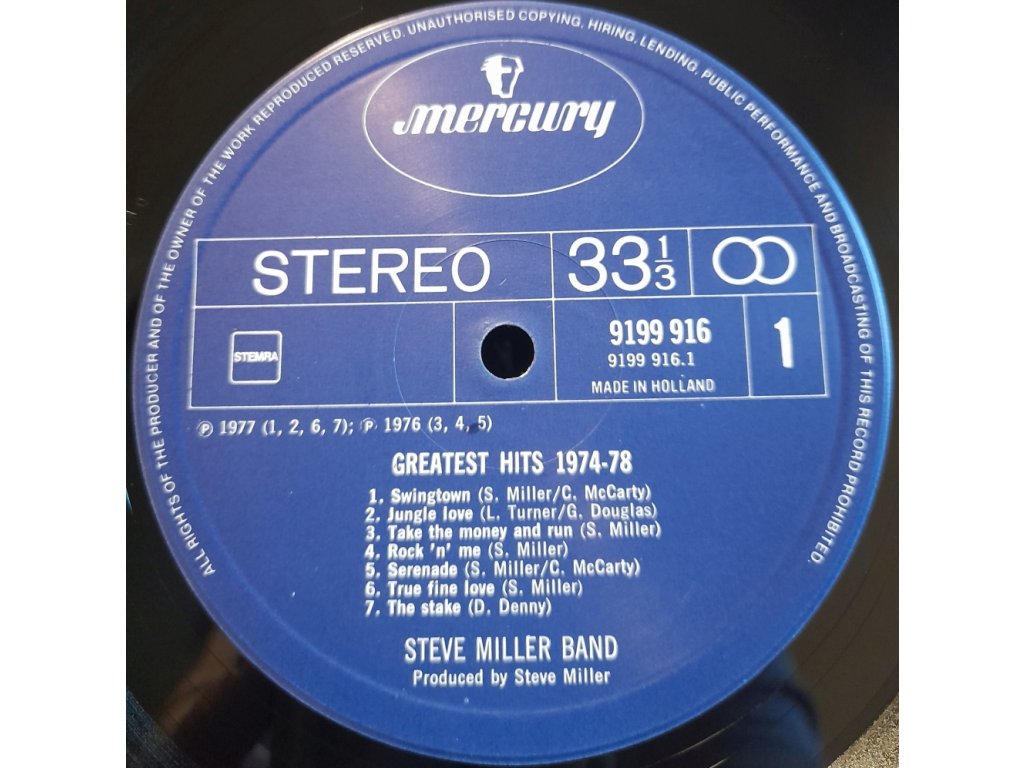 ALL RIGHTS OF THE PRODUCER AND OF THE OWNER OF THE WORK REPRODUCED RESERVED. UNAUTHORISED COPYING, HIRING, LENDING, PUBLIC PERFORMANCE AND BROADCASTING OF THIS RECORD PROHIBITED.
mercury
STEREO 33 1/3
STEMRA
9199 916 1
9199 916.1
MADE IN HOLLAND
℗ 1977 (1, 2, 6, 7); ℗ 1976 (3, 4, 5)
GREATEST HITS 1974-78
1. Swingtown (S. Miller/C. McCarty)
2. Jungle love (L. Turner/G. Douglas)
3. Take the money and run (S. Miller)
4. Rock 'n' me (S. Miller)
5. Serenade (S. Miller/C. McCarty)
6. True fine love (S. Miller)
7. The stake (D. Denny)
STEVE MILLER BAND
Produced by Steve Miller